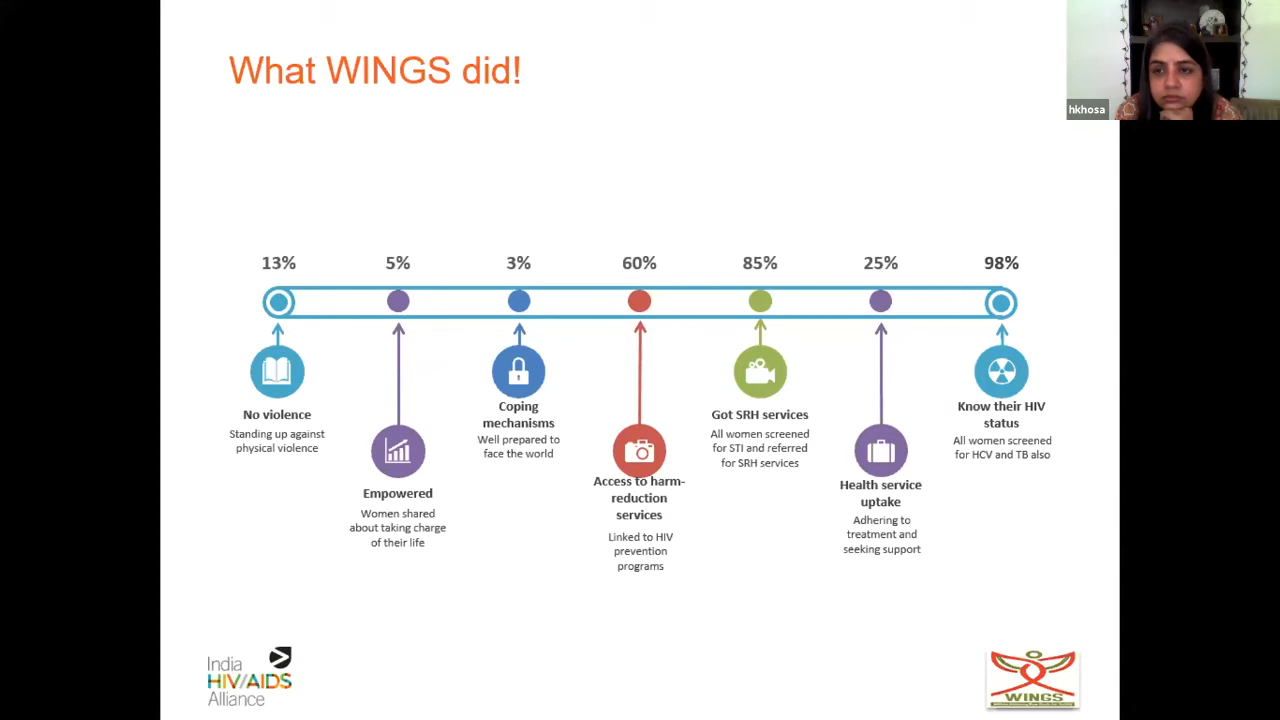 What WINGS did!
hkhosa
13%
5%
3%
60%
85%
25%
98%
No violence
Standing up against
physical violence
Empowered
Women shared
about taking charge
of their life
Coping
mechanisms
Well prepared to
face the world
Access to harm-
reduction
services
Linked to HIV
prevention
programs
Got SRH services
All women screened
for STI and referred
for SRH services
Health service
uptake
Adhering to
treatment and
seeking support
Know their HIV
status
All women screened
for HCV and TB also
India
HIV/AIDS
Alliance
WINGS